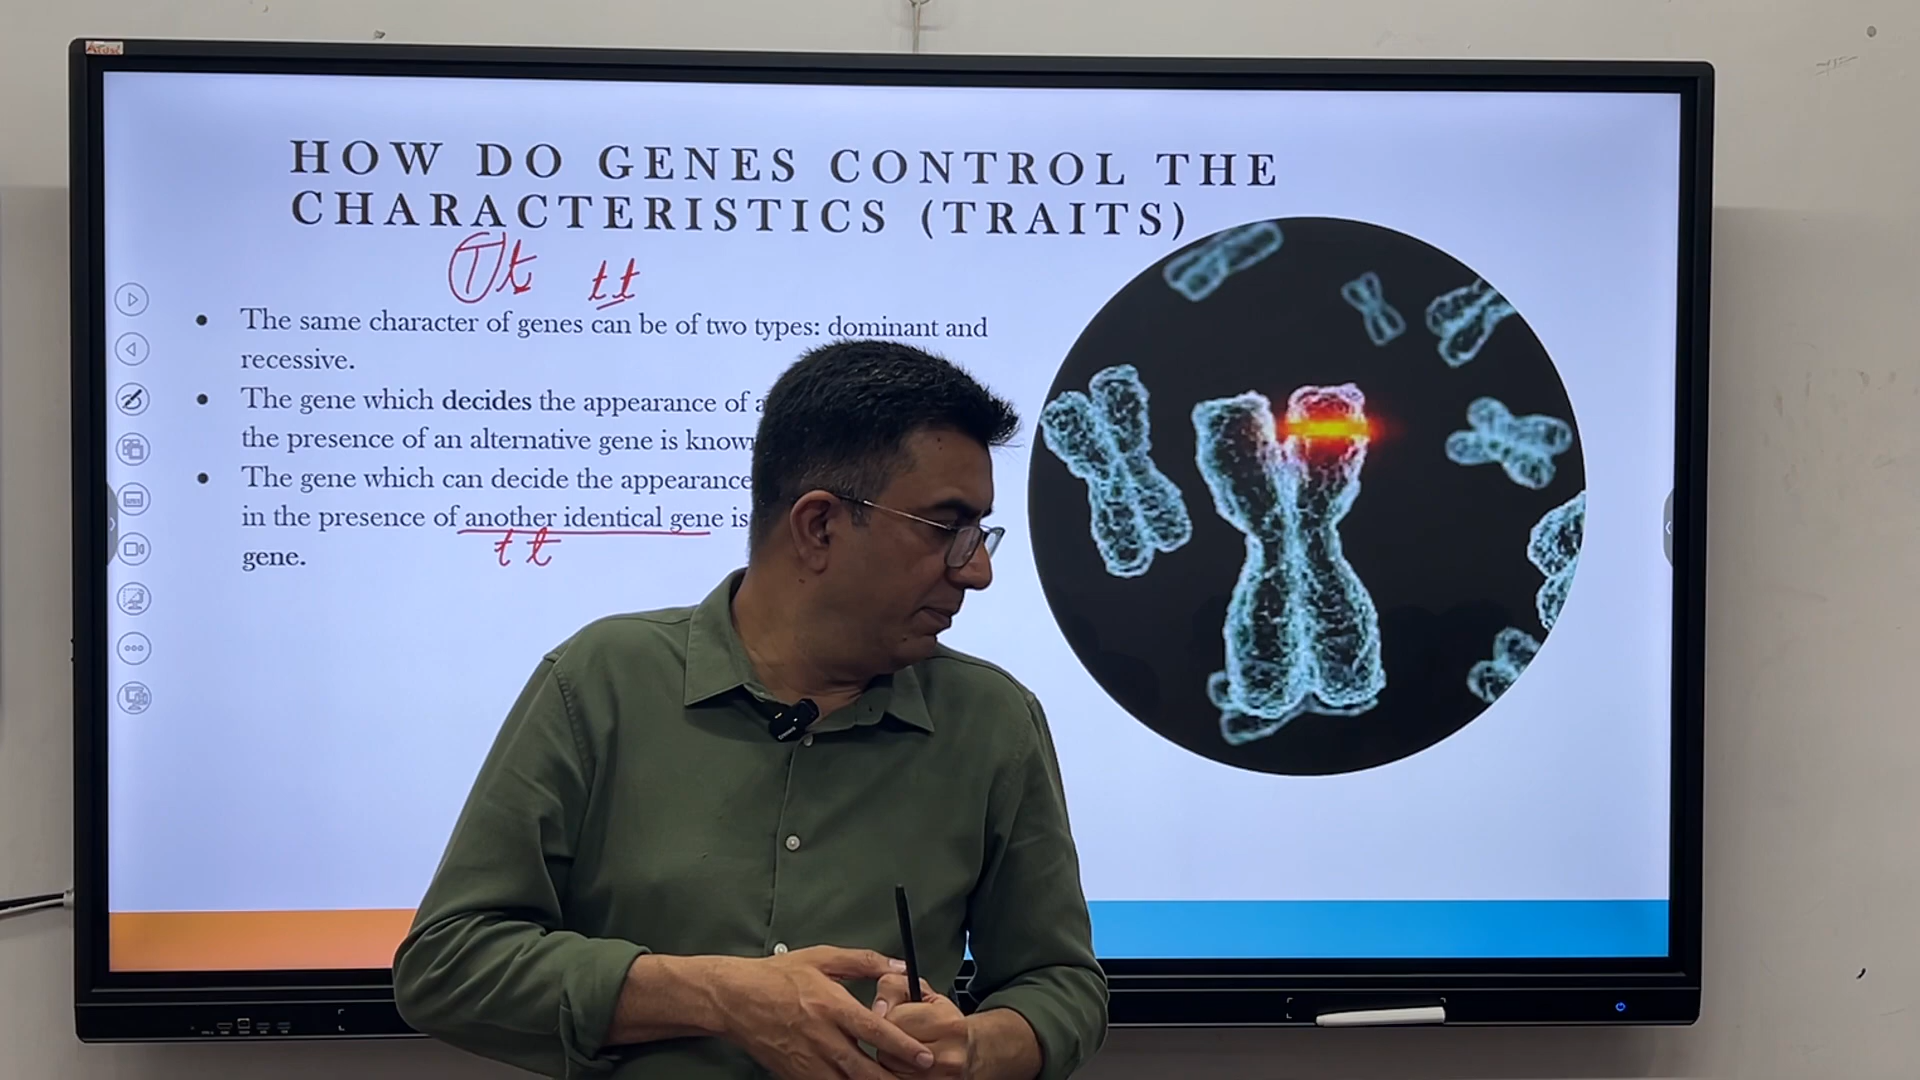 HOW DO GENES CONTROL THE
CHARACTERISTICS (TRAITS)
Tt tt
• The same character of genes can be of two types: dominant and
recessive.
• The gene which decides the appearance of
the presence of an alternative gene is
• The gene which can decide the appearance
in the presence of another identical gene is
tt
gene.